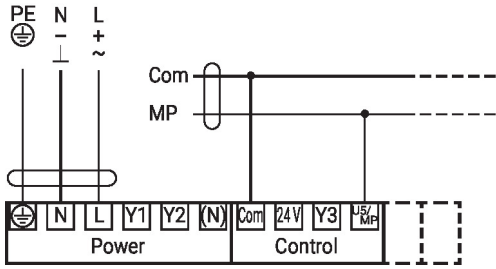 PE N L
- +
⊥ ~
Com
MP
N L Y1 Y2 (N) Com 24V Y3 U5/MP
Power Control